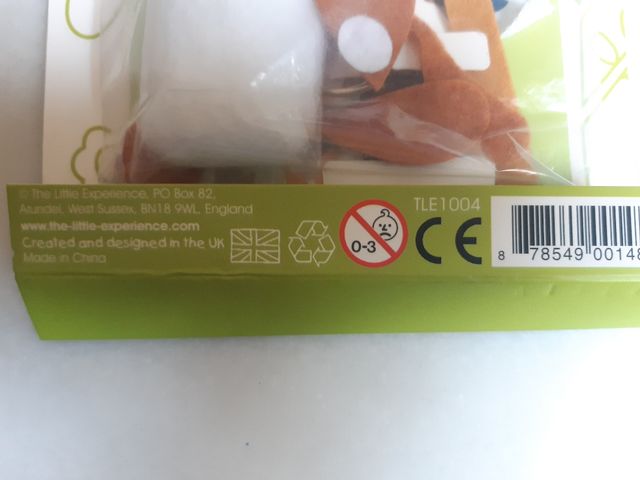 © The Little Experience, PO Box 82,
Arundel, West Sussex, BN18 9WL, England
www.the-little-experience.com
Created and designed in the UK
Made in China
0-3
TLE1004
CE
8 78549 00148